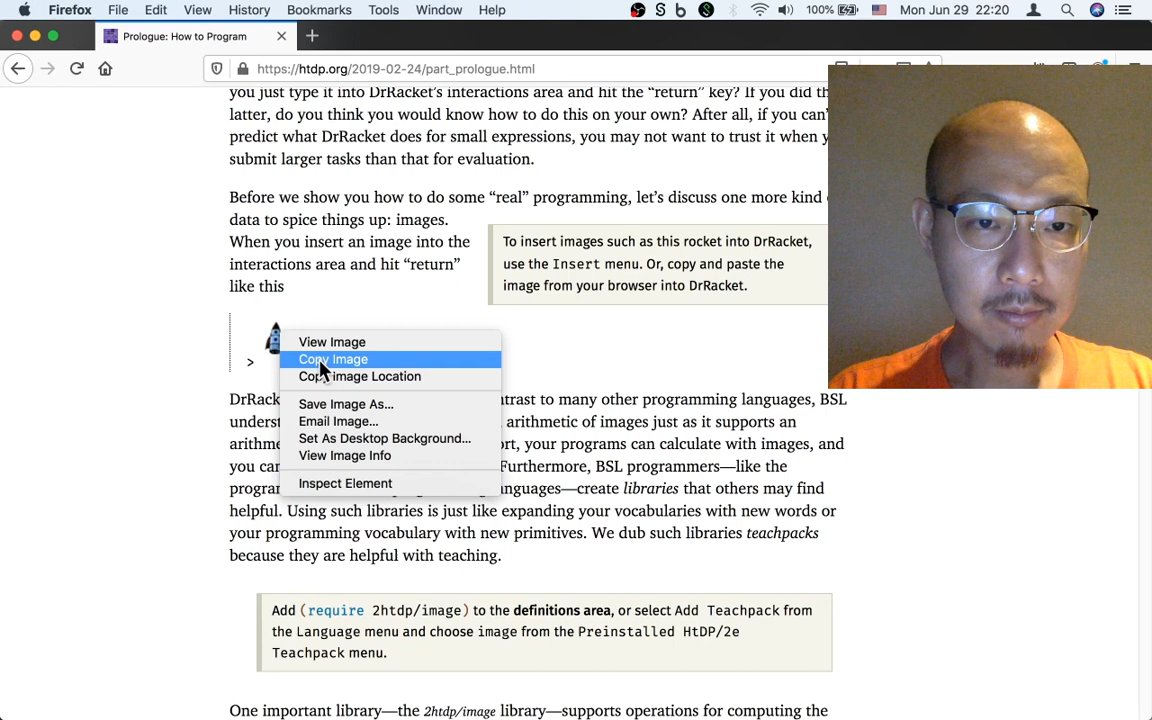 Firefox File Edit View History Bookmarks Tools Window Help 100% Mon Jun 29 22:20
Prologue: How to Program
https://htdp.org/2019-02-24/part_prologue.html
you just type it into DrRacket’s interactions area and hit the “return” key? If you did th
latter, do you think you would know how to do this on your own? After all, if you can’
predict what DrRacket does for small expressions, you may not want to trust it when y
submit larger tasks than that for evaluation.
Before we show you how to do some “real” programming, let’s discuss one more kind
data to spice things up: images.
When you insert an image into the
interactions area and hit “return”
like this
To insert images such as this rocket into DrRacket,
use the Insert menu. Or, copy and paste the
image from your browser into DrRacket.
>
View Image
Copy Image
Copy Image Location
Save Image As...
Email Image...
Set As Desktop Background...
View Image Info
Inspect Element
DrRack ntrast to many other programming languages, BSL
underst arithmetic of images just as it supports an
arithme ort, your programs can calculate with images, and
you can Furthermore, BSL programmers—like the
program nguages—create libraries that others may find
helpful. Using such libraries is just like expanding your vocabularies with new words or
your programming vocabulary with new primitives. We dub such libraries teachpacks
because they are helpful with teaching.
Add (require 2htdp/image) to the definitions area, or select Add Teachpack from
the Language menu and choose image from the Preinstalled HtDP/2e
Teachpack menu.
One important library—the 2htdp/image library—supports operations for computing the